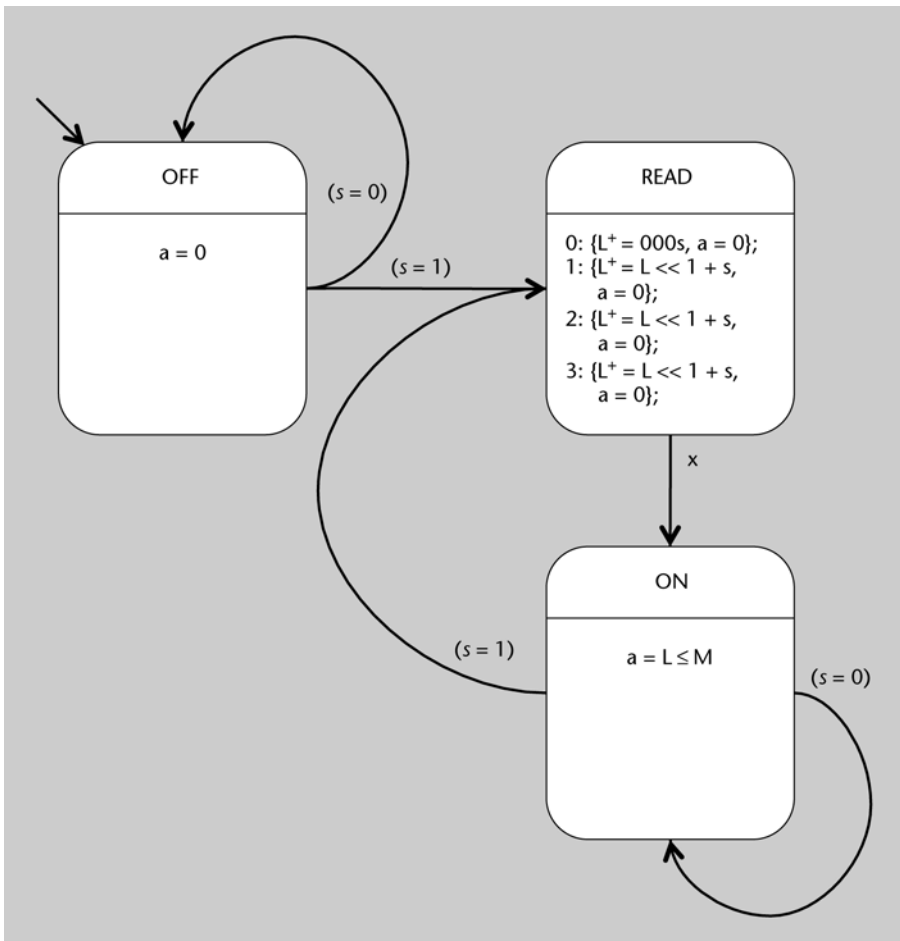 OFF
a = 0
(s = 0)
(s = 1)
READ
0: {L⁺ = 000s, a = 0};
1: {L⁺ = L << 1 + s,
a = 0};
2: {L⁺ = L << 1 + s,
a = 0};
3: {L⁺ = L << 1 + s,
a = 0};
x
ON
a = L ≤ M
(s = 1)
(s = 0)